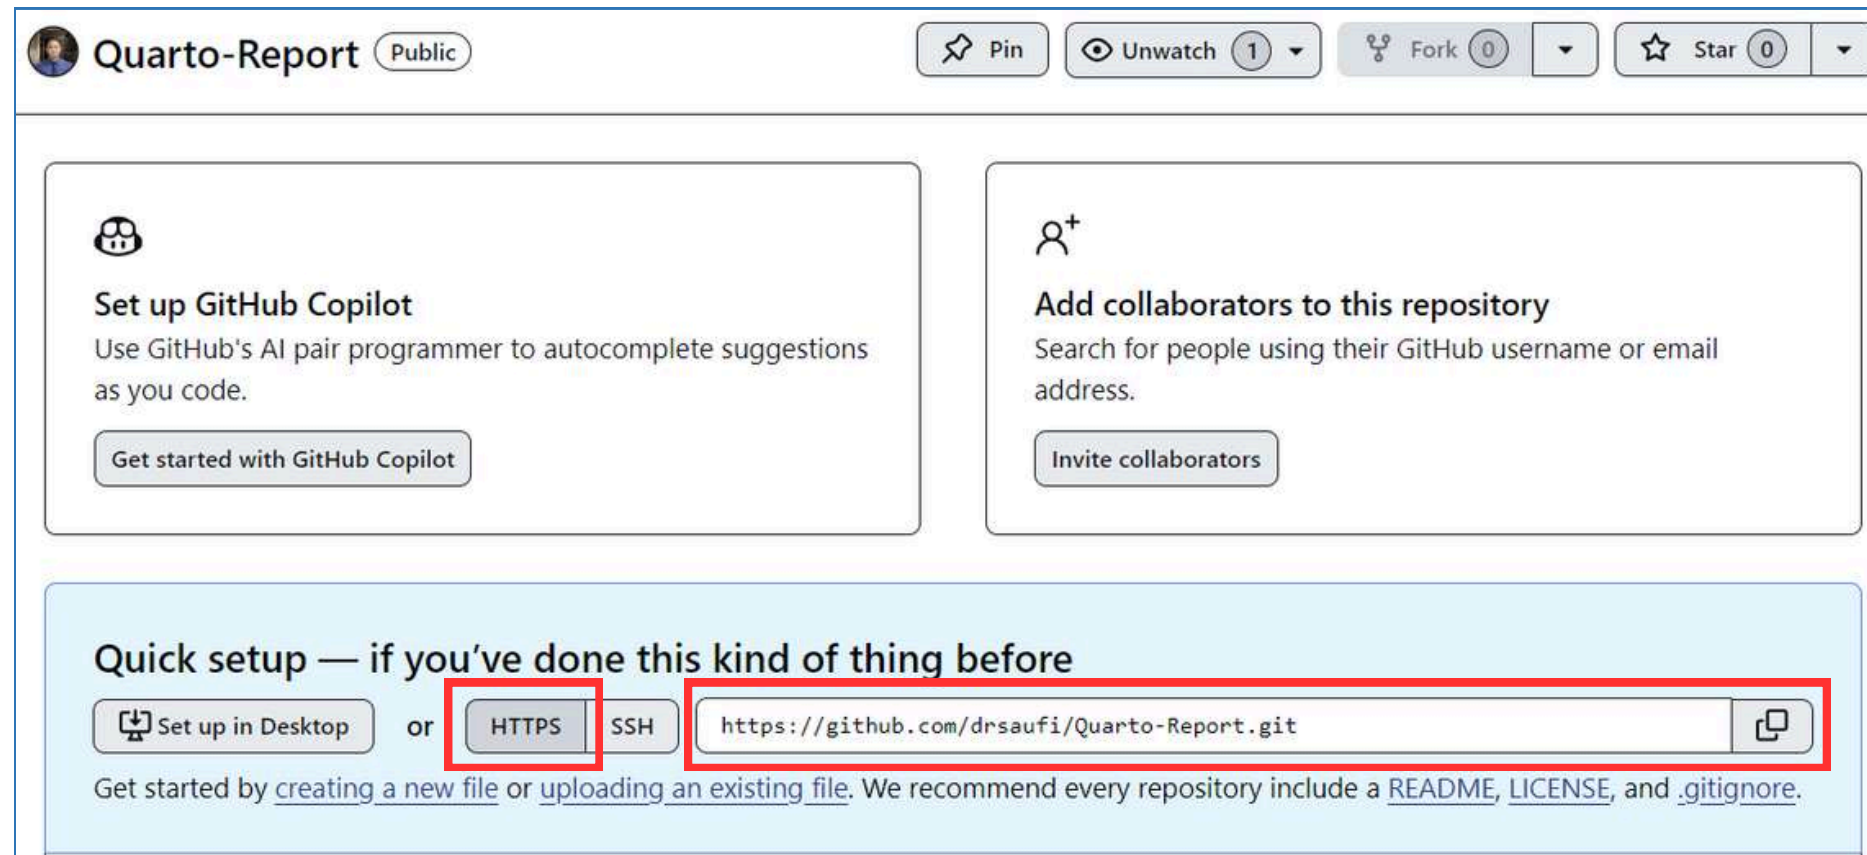 Quarto-Report Public Pin Unwatch 1 Fork 0 Star 0
Set up GitHub Copilot
Use GitHub's AI pair programmer to autocomplete suggestions
as you code.
Get started with GitHub Copilot
Add collaborators to this repository
Search for people using their GitHub username or email
address.
Invite collaborators
Quick setup — if you've done this kind of thing before
Set up in Desktop or HTTPS SSH https://github.com/drsaufi/Quarto-Report.git
Get started by creating a new file or uploading an existing file. We recommend every repository include a README, LICENSE, and .gitignore.